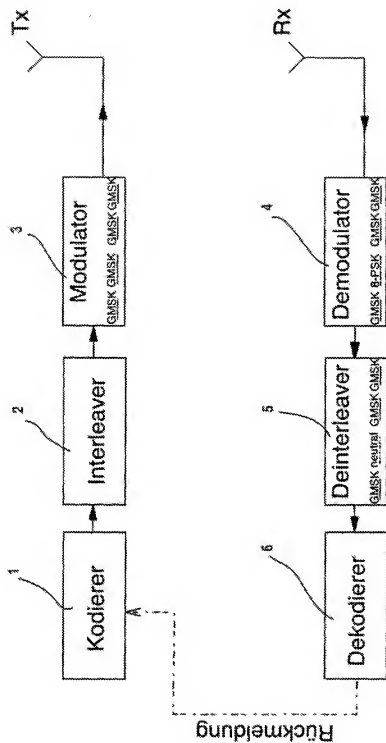 Tx
1
2
3
Kodierer
Interleaver
Modulator
GMSK GMSK GMSK GMSK
Rx
6
5
4
Dekodierer
Deinterleaver
GMSK neutral GMSK GMSK
Demodulator
GMSK 8-PSK GMSK GMSK
Rückmeldung